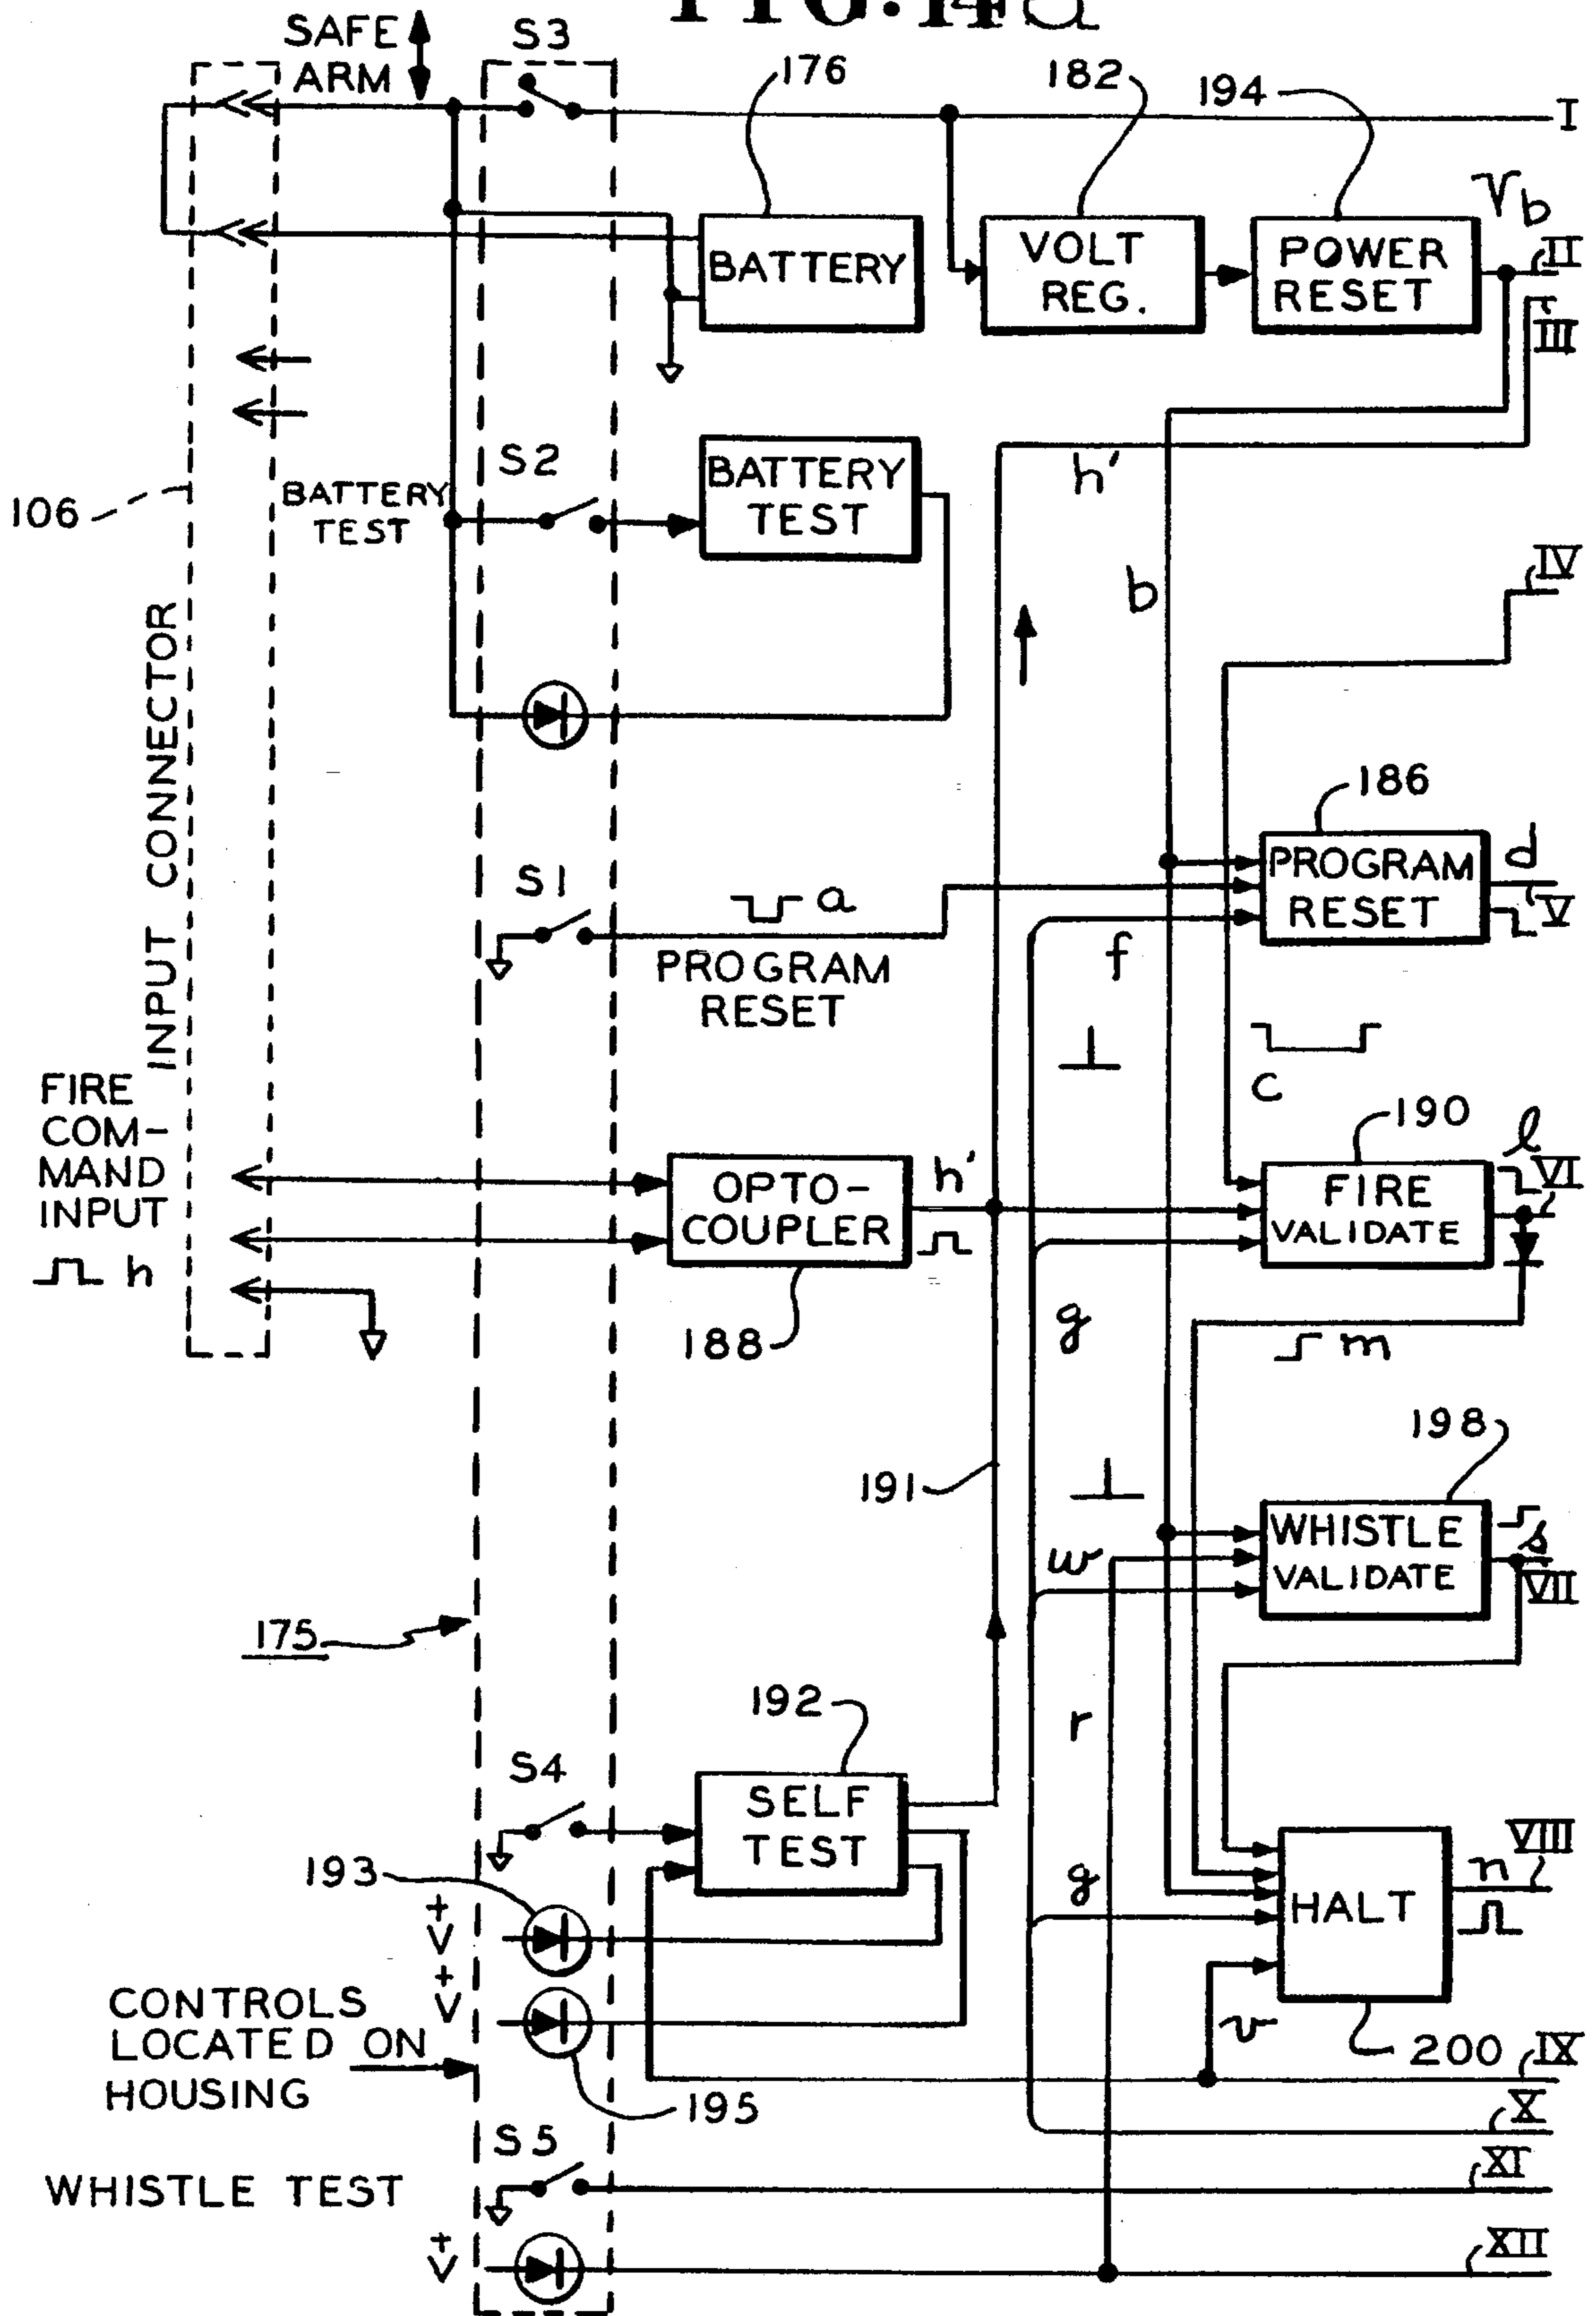 FIG. 14a
SAFE
ARM
S3
176
182
194
I
Vb
II
III
BATTERY
VOLT
REG.
POWER
RESET
106
BATTERY
TEST
S2
BATTERY
TEST
h'
b
IV
INPUT CONNECTOR
186
S1
a
PROGRAM
RESET
PROGRAM
RESET
d
V
f
c
FIRE
COM-
MAND
INPUT
h
OPTO-
COUPLER
h'
188
190
FIRE
VALIDATE
l
VI
g
m
191
198
WHISTLE
VALIDATE
s
VII
w
175
r
192
S4
SELF
TEST
193
+
V
+
V
g
HALT
n
VIII
v
200
IX
CONTROLS
LOCATED ON
HOUSING
195
X
S5
WHISTLE TEST
XI
+
V
XII